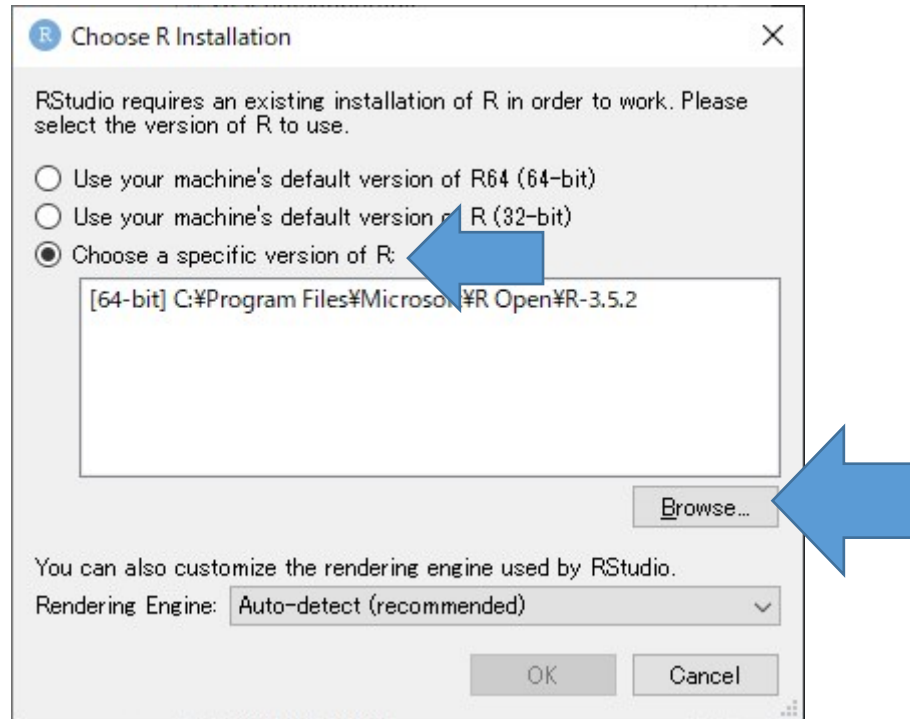 R Choose R Installation
RStudio requires an existing installation of R in order to work. Please
select the version of R to use.
Use your machine's default version of R64 (64-bit)
Use your machine's default version R (32-bit)
Choose a specific version of R:
[64-bit] C:¥Program Files¥Microsoft¥R Open¥R-3.5.2
Browse...
You can also customize the rendering engine used by RStudio.
Rendering Engine: Auto-detect (recommended)
OK Cancel